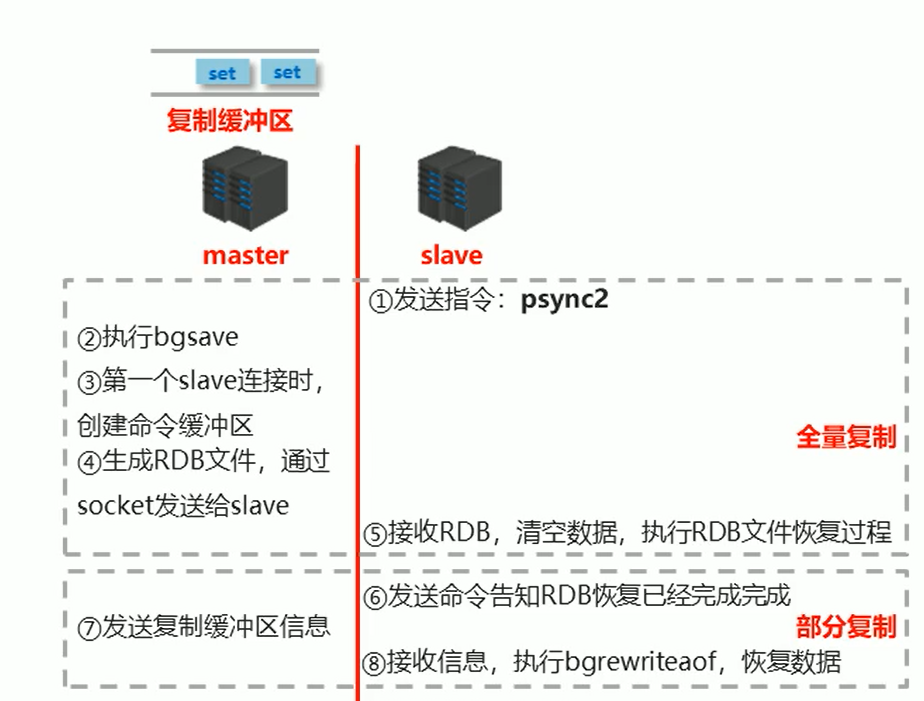 set set
复制缓冲区
master slave
①发送指令：psync2
②执行bgsave
③第一个slave连接时，
创建命令缓冲区
全量复制
④生成RDB文件，通过
socket发送给slave
⑤接收RDB，清空数据，执行RDB文件恢复过程
⑥发送命令告知RDB恢复已经完成完成
⑦发送复制缓冲区信息
部分复制
⑧接收信息，执行bgrewriteaof，恢复数据